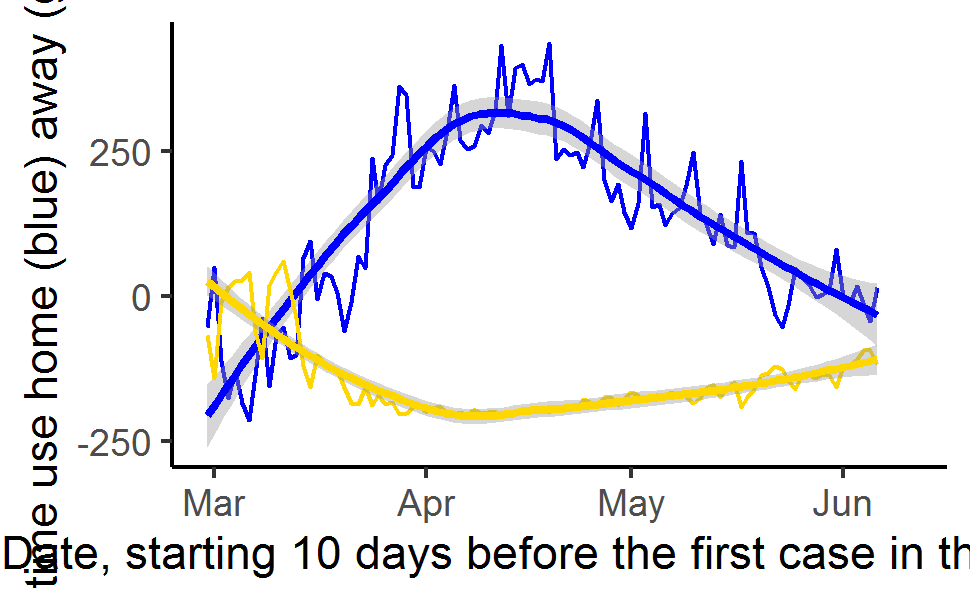 time use home (blue) away (
250
0
-250
Mar Apr May Jun
Date, starting 10 days before the first case in th